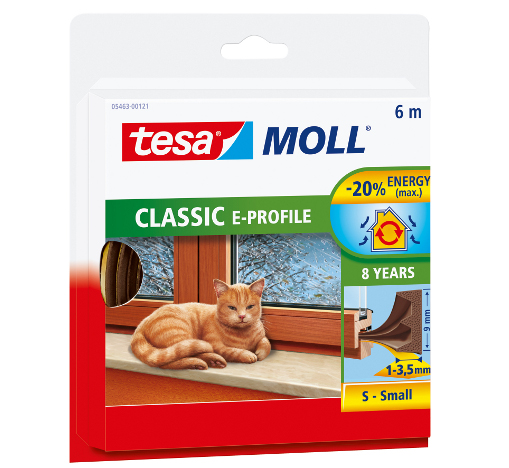 05463-00121
6 m
tesa® MOLL®
-20% ENERGY
(max.)
CLASSIC E-PROFILE
8 YEARS
9 mm
1-3,5mm
S - Small